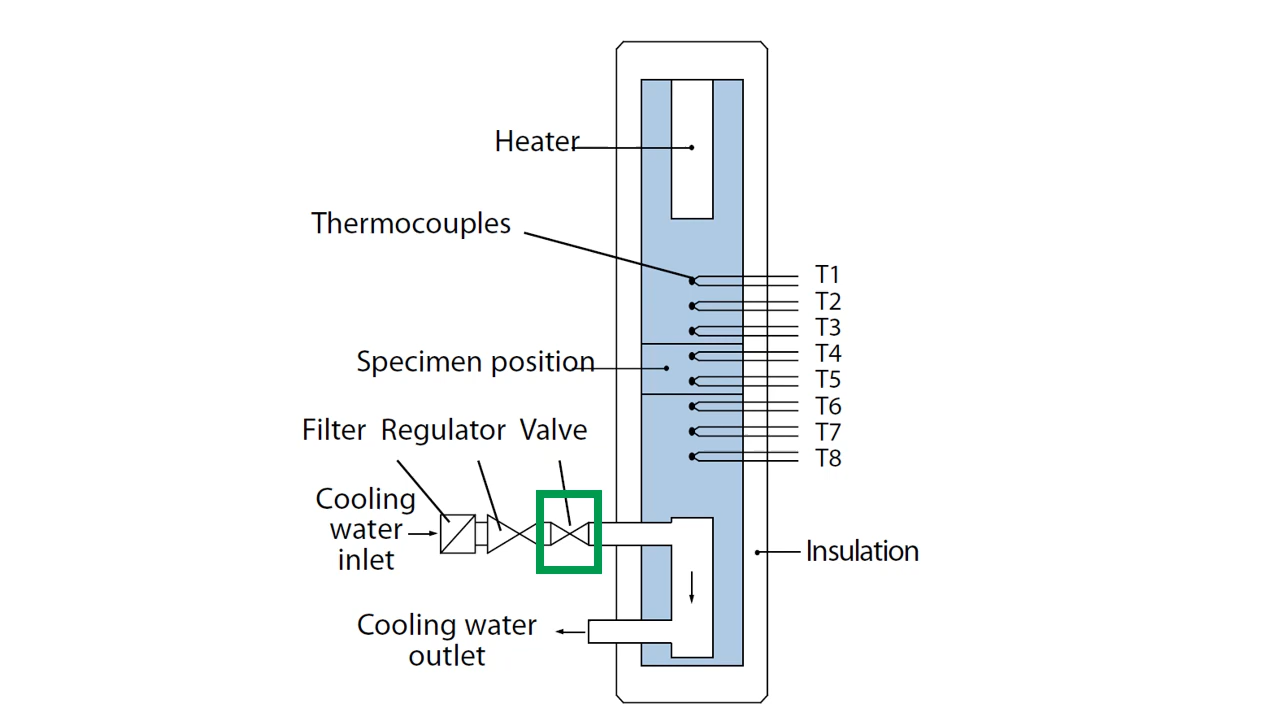 Heater
Thermocouples
T1
T2
T3
T4
Specimen position
T5
T6
Filter Regulator Valve
T7
T8
Cooling
water
inlet
Insulation
Cooling water
outlet